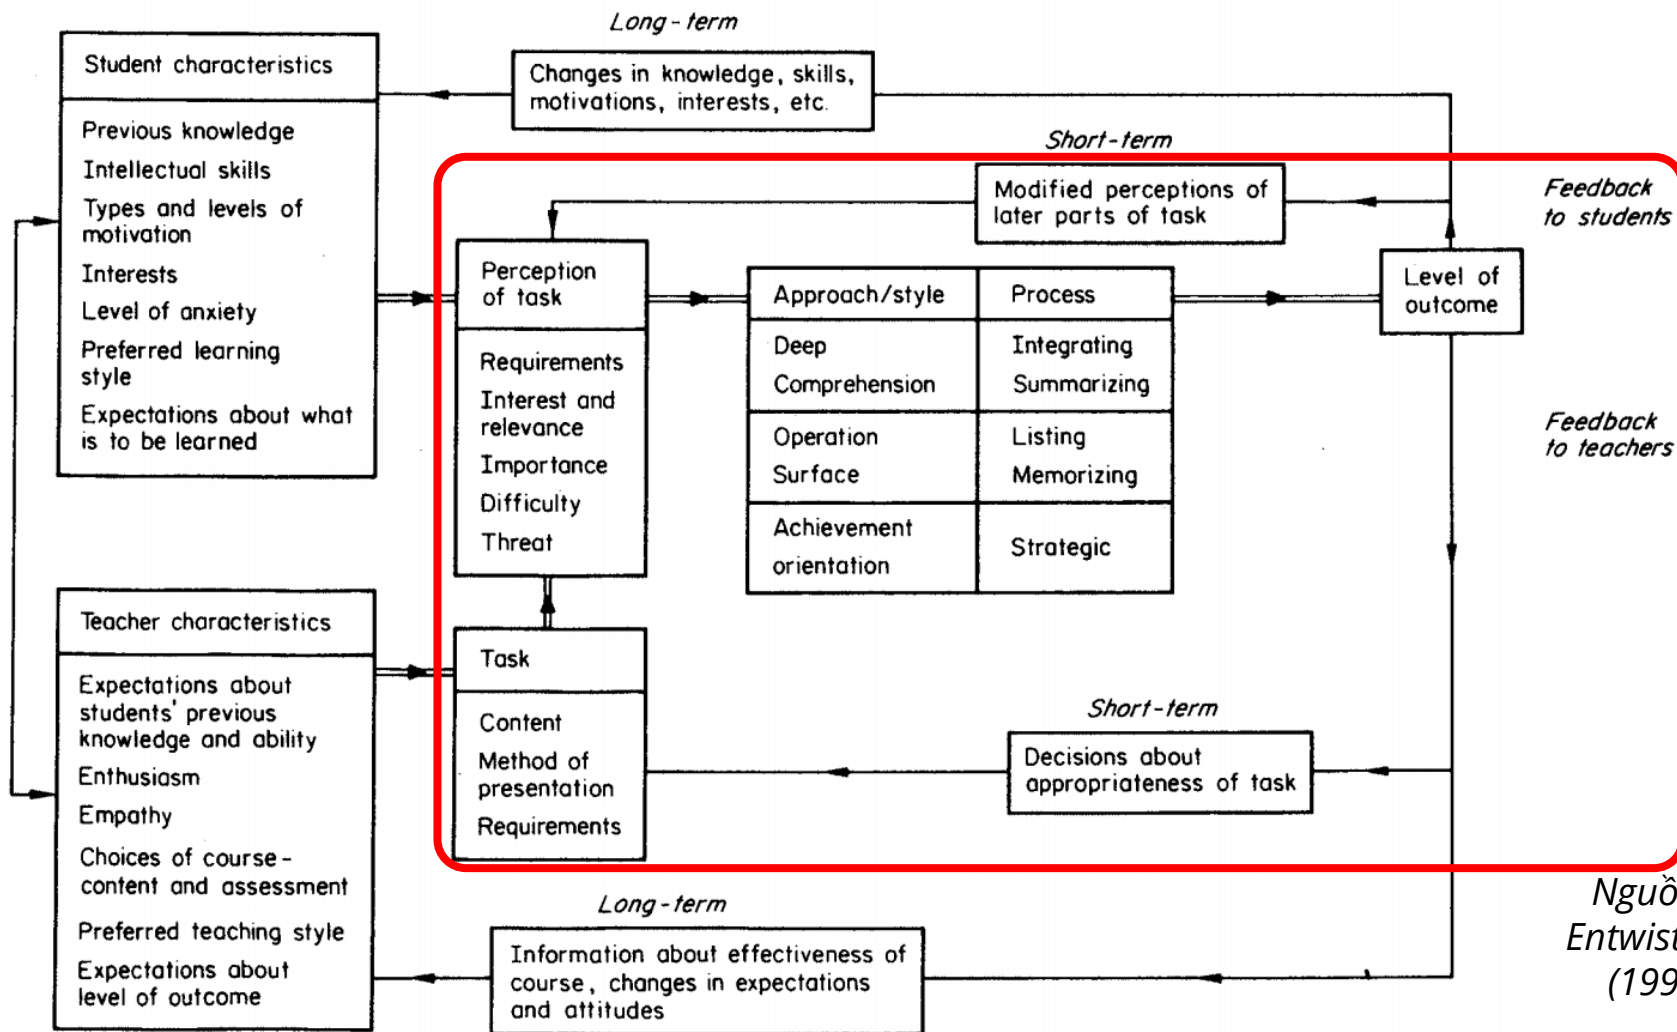 Long-term
Student characteristics
Changes in knowledge, skills,
motivations, interests, etc.
Previous knowledge
Intellectual skills
Types and levels of
motivation
Interests
Level of anxiety
Preferred learning
style
Expectations about what
is to be learned
Short-term
Modified perceptions of
later parts of task
Feedback
to students
Perception
of task
Requirements
Interest and
relevance
Importance
Difficulty
Threat
Approach/style
Process
Deep
Comprehension
Integrating
Summarizing
Operation
Surface
Listing
Memorizing
Achievement
orientation
Strategic
Level of
outcome
Feedback
to teachers
Teacher characteristics
Expectations about
students' previous
knowledge and ability
Enthusiasm
Empathy
Choices of course-
content and assessment
Preferred teaching style
Expectations about
level of outcome
Task
Content
Method of
presentation
Requirements
Short-term
Decisions about
appropriateness of task
Long-term
Information about effectiveness of
course, changes in expectations
and attitudes
Nguồ
Entwist
(199